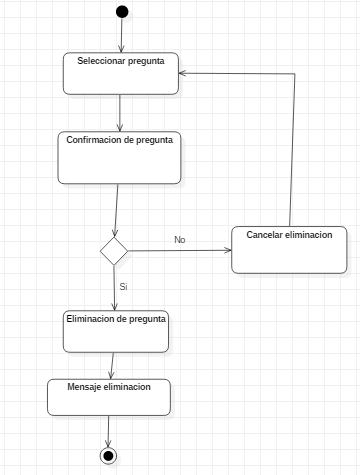 Seleccionar pregunta
Confirmacion de pregunta
No
Cancelar eliminacion
Si
Eliminacion de pregunta
Mensaje eliminacion